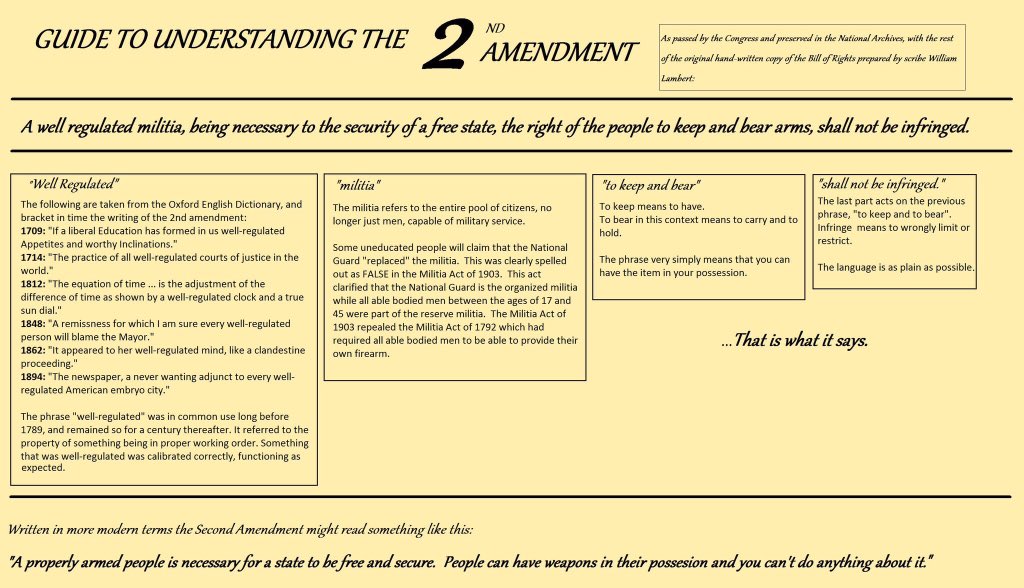 GUIDE TO UNDERSTANDING THE 2ND AMENDMENT
As passed by the Congress and preserved in the National Archives, with the rest
of the original hand-written copy of the Bill of Rights prepared by scribe William
Lambert:
A well regulated militia, being necessary to the security of a free state, the right of the people to keep and bear arms, shall not be infringed.
"Well Regulated"
The following are taken from the Oxford English Dictionary, and
bracket in time the writing of the 2nd amendment:
1709: "If a liberal Education has formed in us well-regulated
Appetites and worthy Inclinations."
1714: "The practice of all well-regulated courts of justice in the
world."
1812: "The equation of time ... is the adjustment of the
difference of time as shown by a well-regulated clock and a true
sun dial."
1848: "A remissness for which I am sure every well-regulated
person will blame the Mayor."
1862: "It appeared to her well-regulated mind, like a clandestine
proceeding."
1894: "The newspaper, a never wanting adjunct to every well-
regulated American embryo city."
The phrase "well-regulated" was in common use long before
1789, and remained so for a century thereafter. It referred to the
property of something being in proper working order. Something
that was well-regulated was calibrated correctly, functioning as
expected.
"militia"
The militia refers to the entire pool of citizens, no
longer just men, capable of military service.
Some uneducated people will claim that the National
Guard "replaced" the militia. This was clearly spelled
out as FALSE in the Militia Act of 1903. This act
clarified that the National Guard is the organized militia
while all able bodied men between the ages of 17 and
45 were part of the reserve militia. The Militia Act of
1903 repealed the Militia Act of 1792 which had
required all able bodied men to be able to provide their
own firearm.
"to keep and bear"
To keep means to have.
To bear in this context means to carry and to
hold.
The phrase very simply means that you can
have the item in your possession.
"shall not be infringed."
The last part acts on the previous
phrase, "to keep and to bear".
Infringe means to wrongly limit or
restrict.
The language is as plain as possible.
...That is what it says.
Written in more modern terms the Second Amendment might read something like this:
"A properly armed people is necessary for a state to be free and secure. People can have weapons in their possesion and you can't do anything about it."